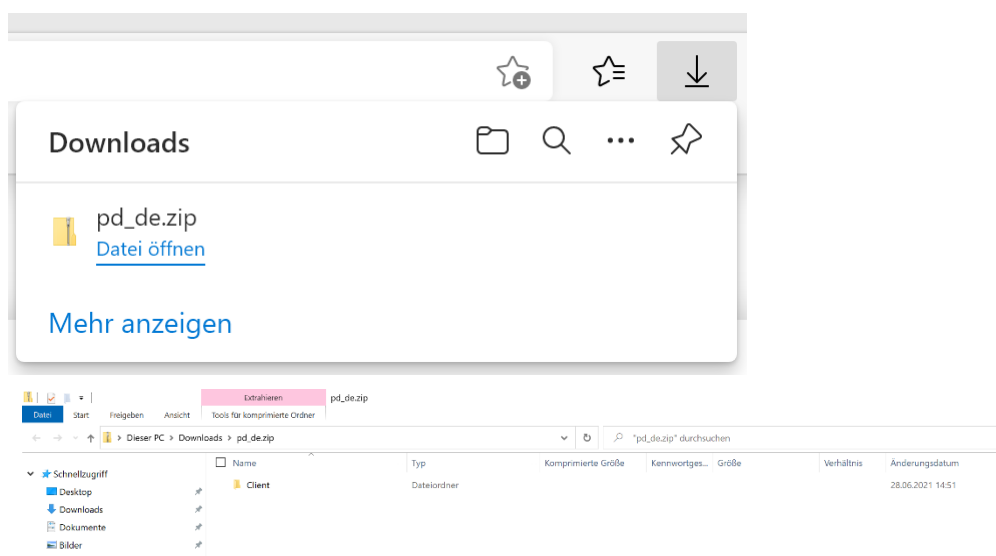 Downloads
pd_de.zip
Datei öffnen
Mehr anzeigen
Extrahieren pd_de.zip
Datei Start Freigeben Ansicht Tools für komprimierte Ordner
> Dieser PC > Downloads > pd_de.zip "pd_de.zip" durchsuchen
Name Typ Komprimierte Größe Kennwortges... Größe Verhältnis Änderungsdatum
Schnellzugriff
Client Dateiordner 28.06.2021 14:51
Desktop
Downloads
Dokumente
Bilder